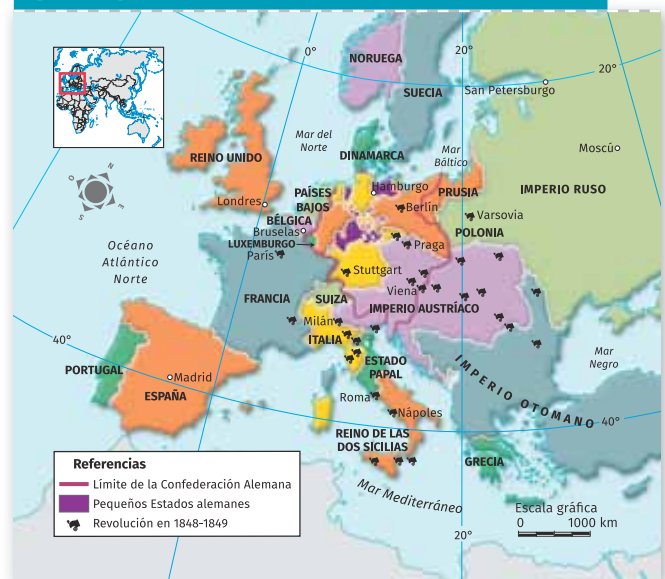 0°
20°
20°
NORUEGA
SUECIA
San Petersburgo
Mar del
Norte
Mar
Báltico
Moscú
REINO UNIDO
DINAMARCA
Hamburgo
PRUSIA
IMPERIO RUSO
Londres
PAÍSES
BAJOS
Berlín
Varsovia
BÉLGICA
Bruselas
POLONIA
LUXEMBURGO
Praga
París
N
E
S
O
Océano
Atlántico
Norte
Stuttgart
Viena
FRANCIA
SUIZA
IMPERIO AUSTRÍACO
Milán
ITALIA
40°
Mar
Negro
PORTUGAL
Madrid
ESPAÑA
ESTADO
PAPAL
IMPERIO OTOMANO
40°
Roma
Nápoles
REINO DE LAS
DOS SICILIAS
GRECIA
Mar Mediterráneo
Referencias
Límite de la Confederación Alemana
Pequeños Estados alemanes
Revolución en 1848-1849
Escala gráfica
0 1000 km
20°